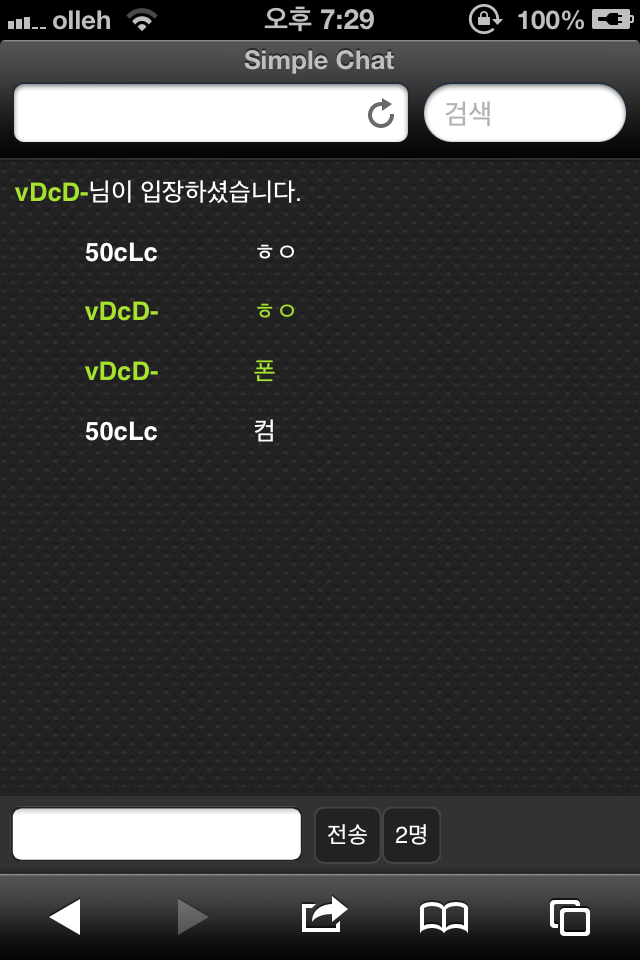 olleh 오후 7:29 100%
Simple Chat
검색
vDcD-님이 입장하셨습니다.
50cLc ㅎㅇ
vDcD- ㅎㅇ
vDcD- 폰
50cLc 컴
전송 2명